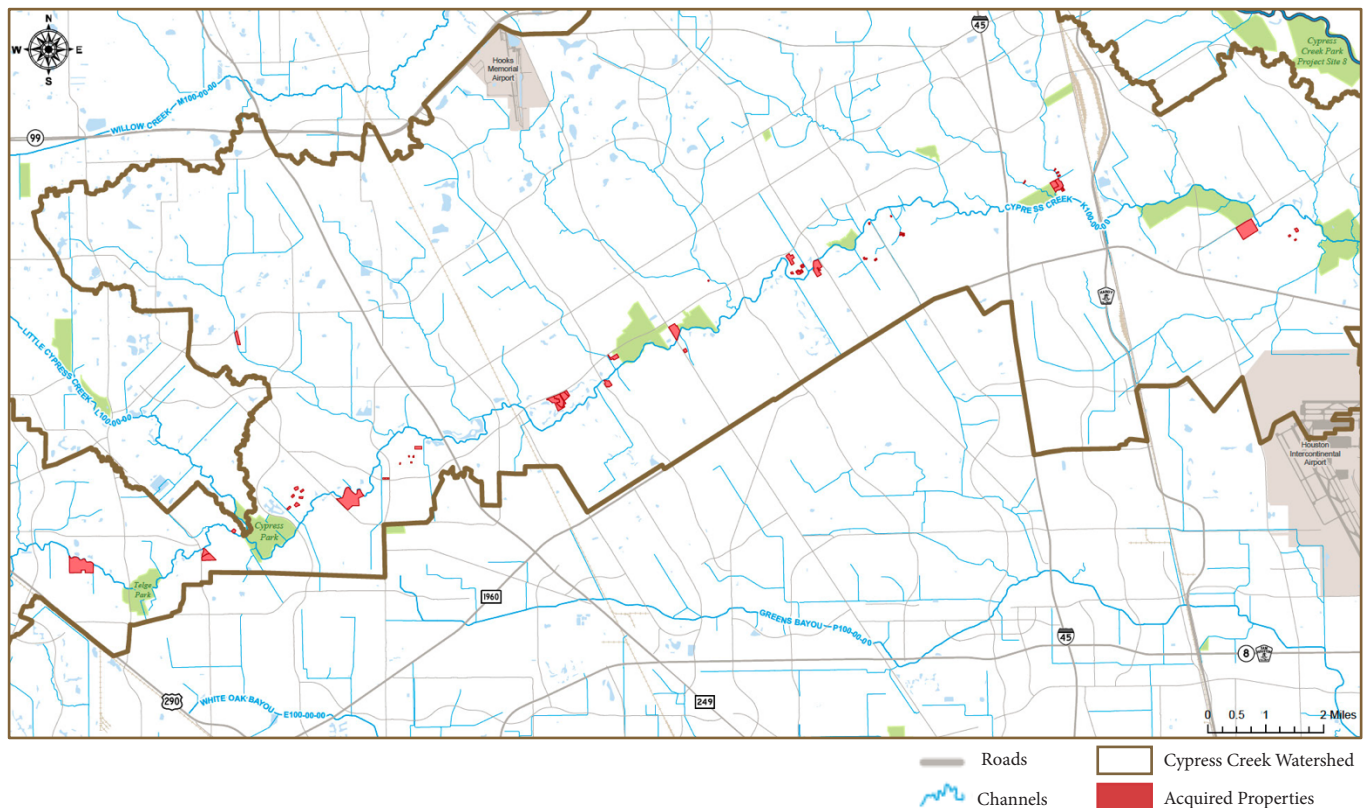 N
W
E
S
Hooks
Memorial
Airport
45
Cypress
Creek Park
Project Site 8
WILLOW CREEK — M100-00-00
99
CYPRESS CREEK — K100-00-00
HARDY
LITTLE CYPRESS CREEK — L100-00-00
Houston
Intercontinental
Airport
Cypress
Park
Telge
Park
1960
GREENS BAYOU — P100-00-00
45
8
290
WHITE OAK BAYOU — E100-00-00
249
0 0.5 1 2 Miles
Roads
Cypress Creek Watershed
Channels
Acquired Properties